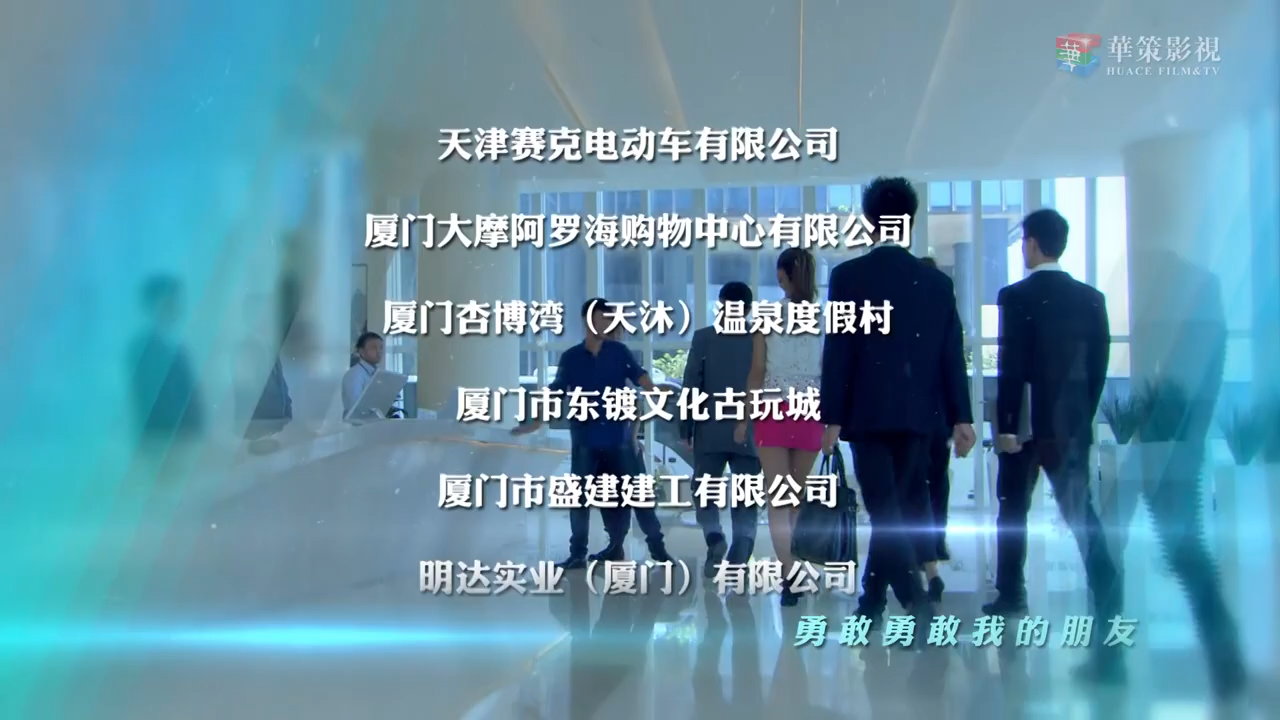 華策影視
HUACE FILM&TV
華
天津赛克电动车有限公司
厦门大摩阿罗海购物中心有限公司
厦门杏博湾（天沐）温泉度假村
厦门市东镀文化古玩城
厦门市盛建建工有限公司
明达实业（厦门）有限公司
勇敢勇敢我的朋友